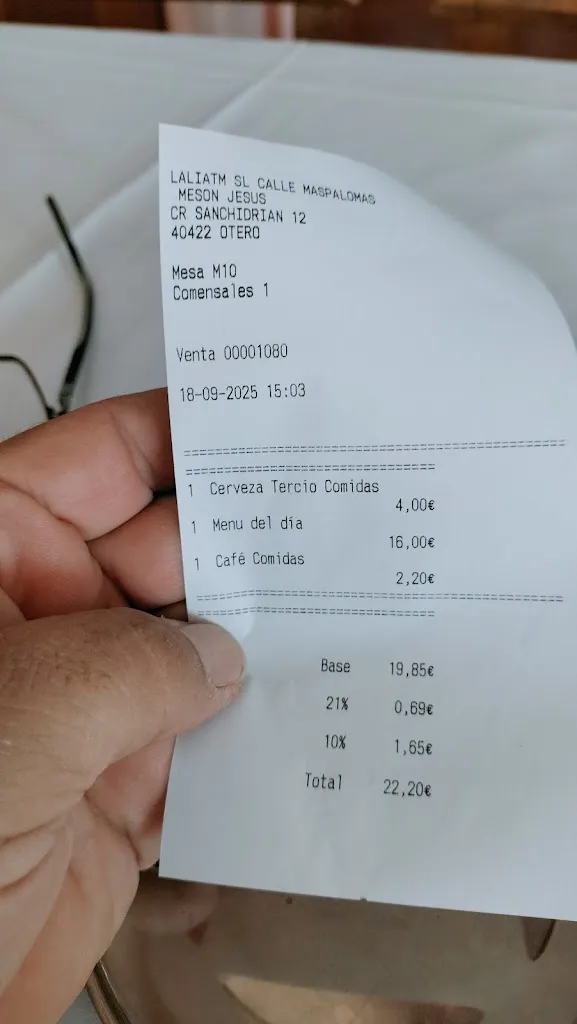 LALIATM SL CALLE MASPALOMAS
MESON JESUS
CR SANCHIDRIAN 12
40422 OTERO
Mesa M10
Comensales 1
Venta 00001080
18-09-2025 15:03
==========================================
===========================
1 Cerveza Tercio Comidas
4,00€
1 Menu del día
16,00€
1 Café Comidas
2,20€
==========================================
===========================
Base 19,85€
21% 0,69€
10% 1,65€
Total 22,20€